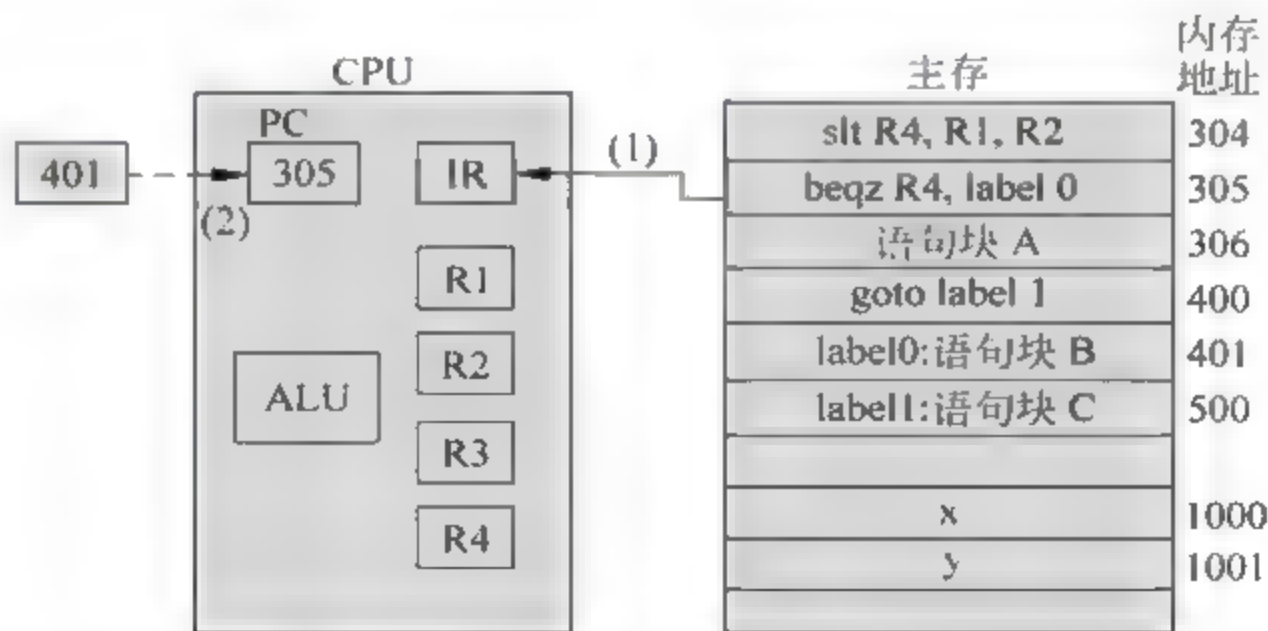 内存
地址
CPU
主存
PC
401
305
IR
(1)
(2)
R1
R2
ALU
R3
R4
slt R4, R1, R2
304
beqz R4, label 0
305
语句块 A
306
goto label 1
400
label0:语句块 B
401
label1:语句块 C
500
x
1000
y
1001